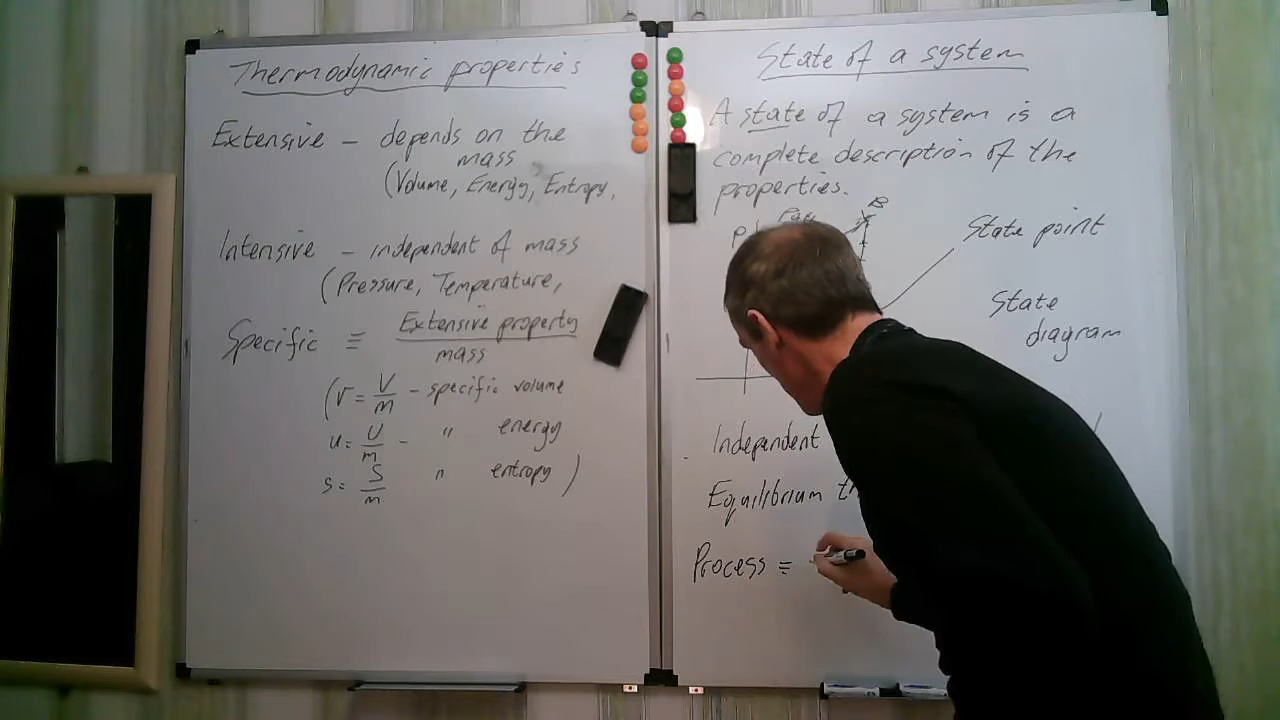 Thermodynamic properties
Extensive – depends on the
mass
(Volume, Energy, Entropy,
Intensive – independent of mass
(Pressure, Temperature,
Specific ≡ Extensive property
mass
(v = V/m – specific volume
u = U/m – " energy
s = S/m " entropy)
State of a system
A state of a system is a
complete description of the
properties.
P
B
State point
State
diagram
Independent
Equilibrium
Process ≡